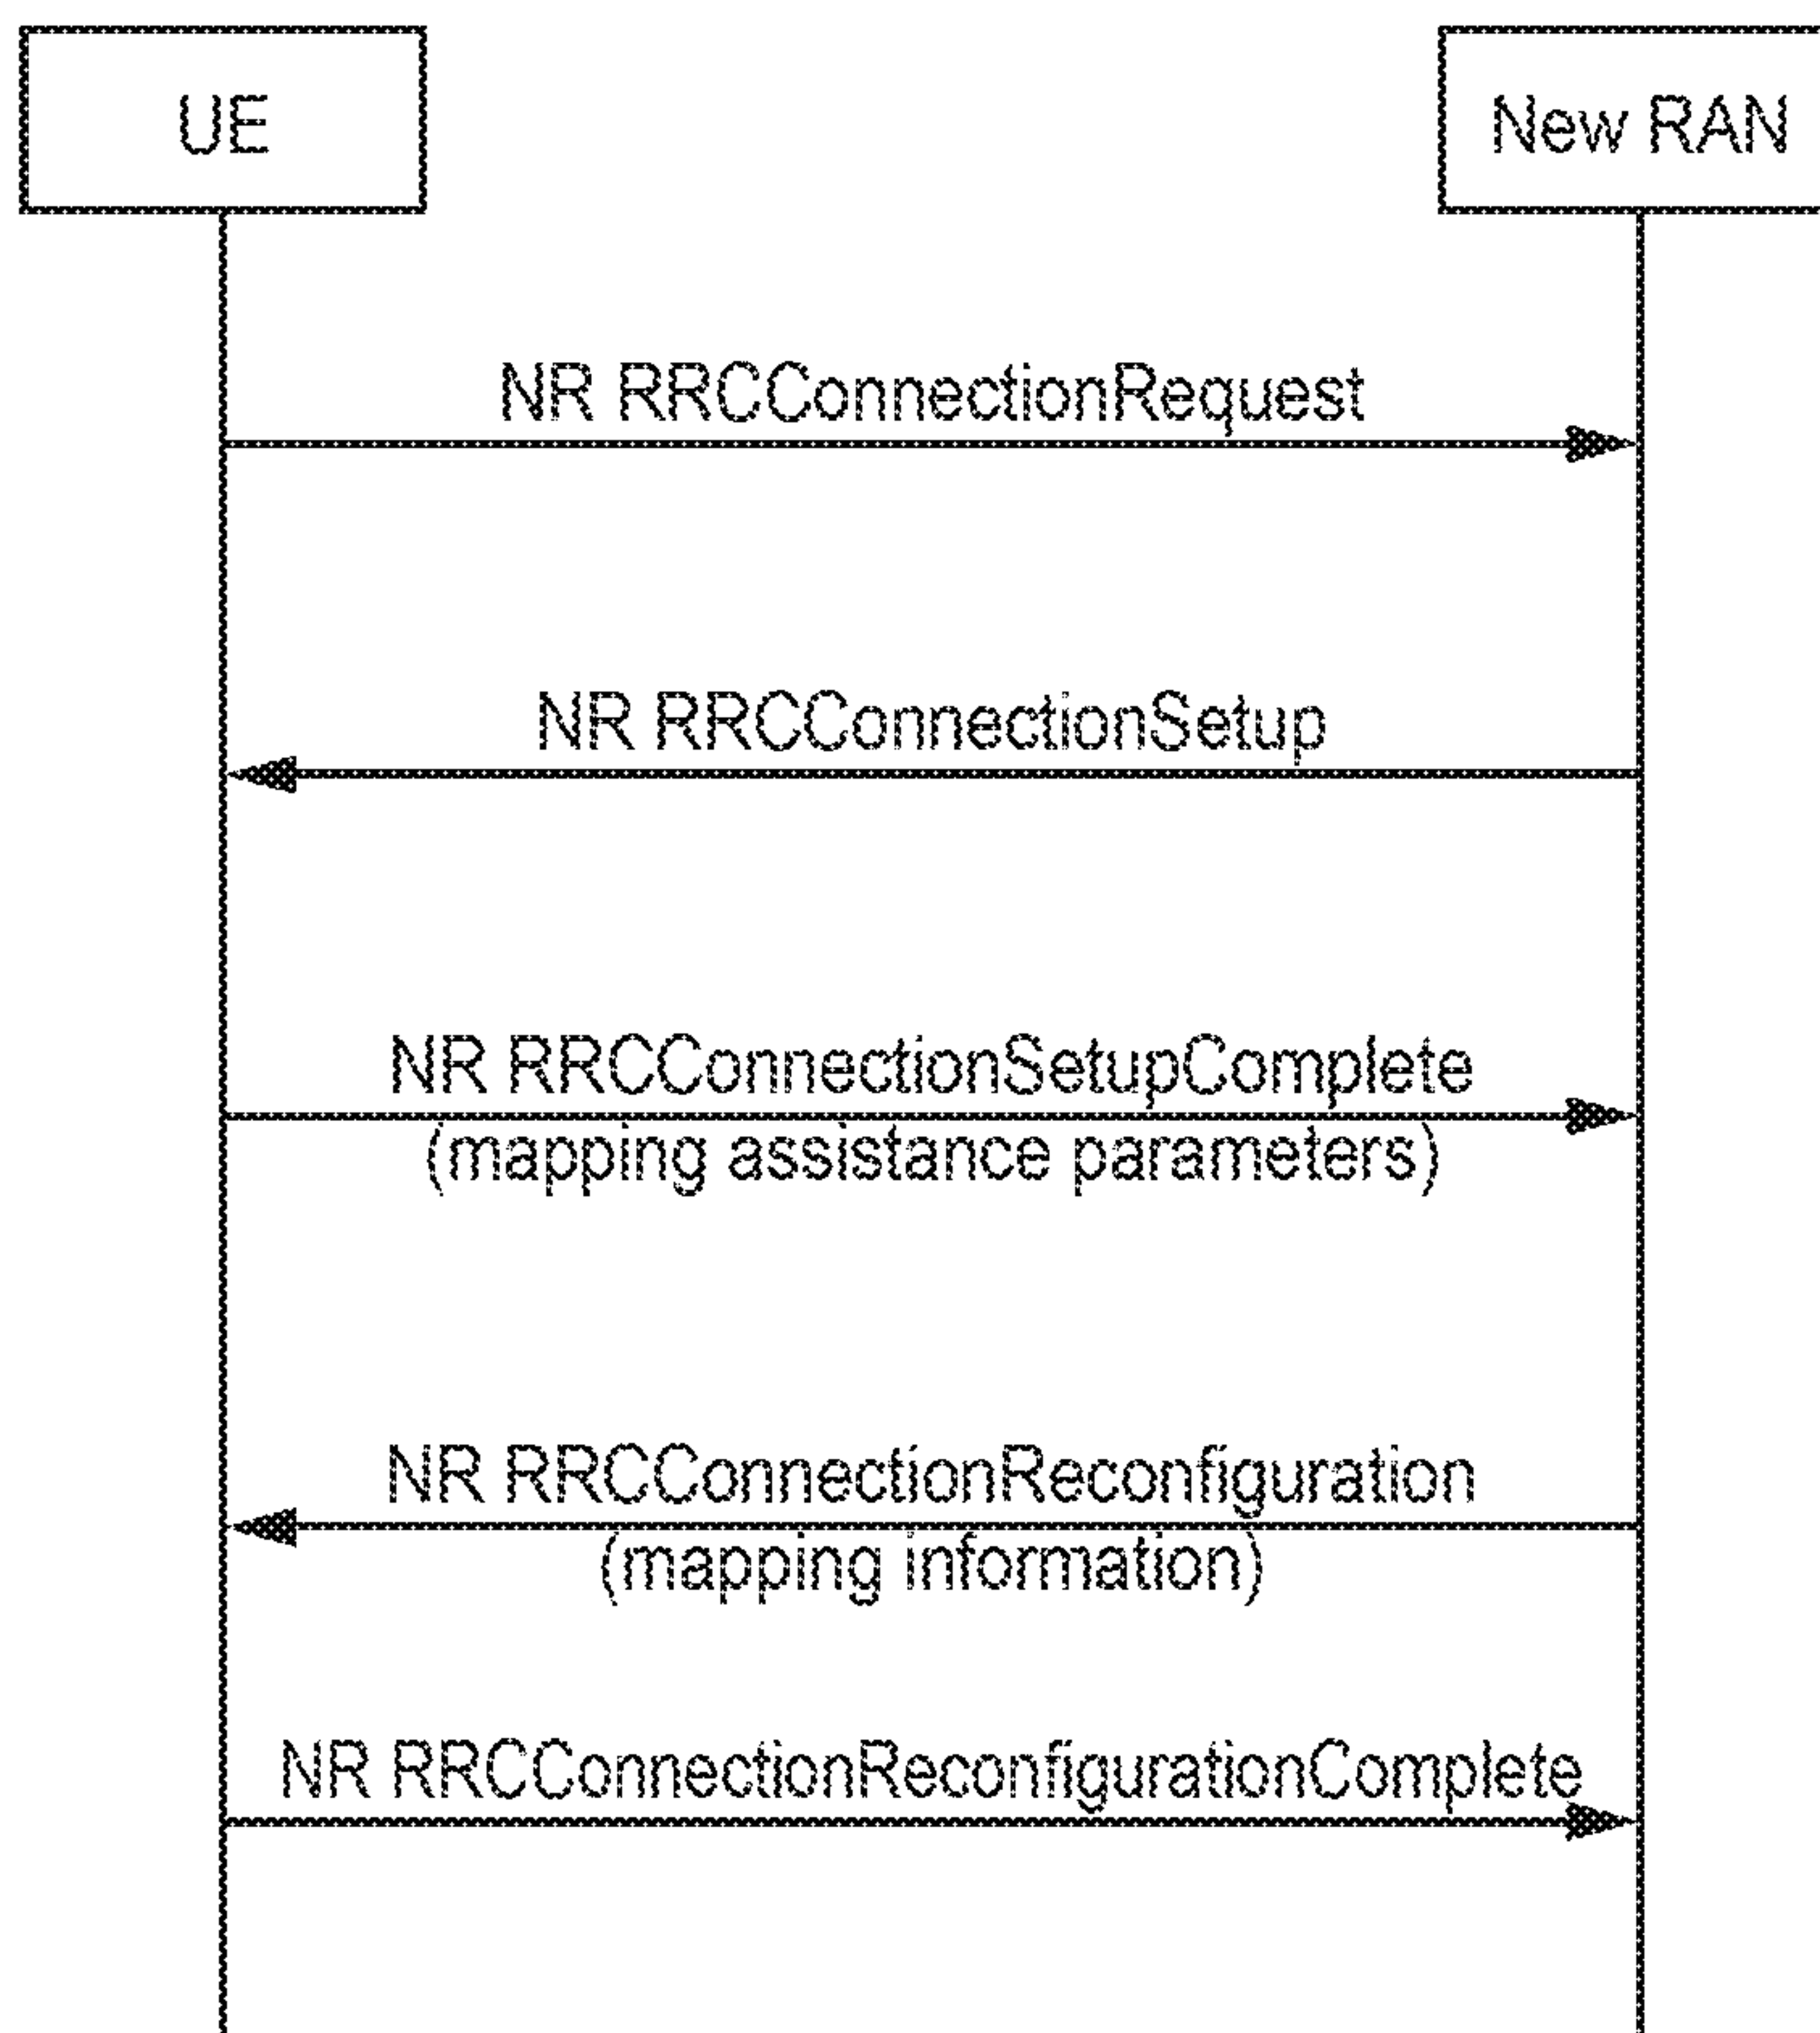 UE
New RAN
NR RRCConnectionRequest
NR RRCConnectionSetup
NR RRCConnectionSetupComplete
(mapping assistance parameters)
NR RRCConnectionReconfiguration
(mapping information)
NR RRCConnectionReconfigurationComplete